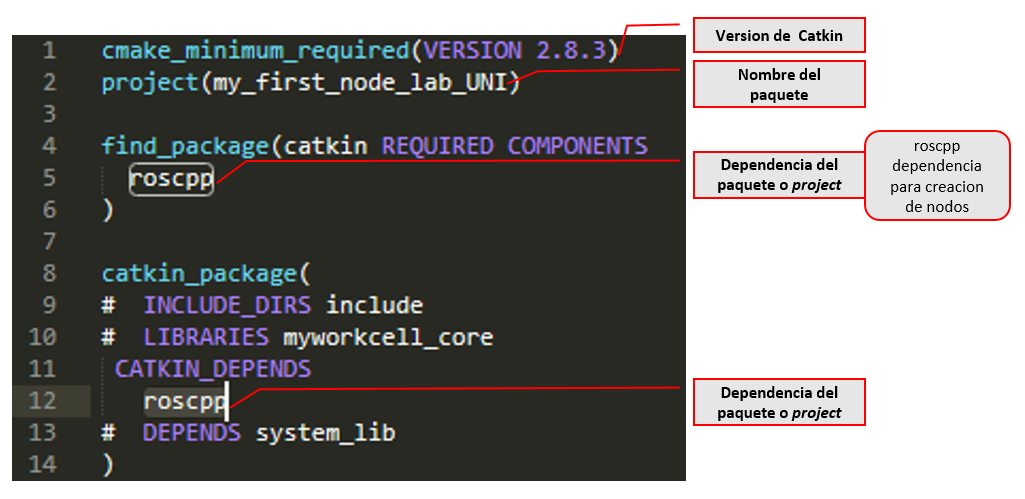 1 cmake_minimum_required(VERSION 2.8.3)
2 project(my_first_node_lab_UNI)
3
4 find_package(catkin REQUIRED COMPONENTS
5 roscpp
6 )
7
8 catkin_package(
9 # INCLUDE_DIRS include
10 # LIBRARIES myworkcell_core
11 CATKIN_DEPENDS
12 roscpp
13 # DEPENDS system_lib
14 )
Version de Catkin
Nombre del
paquete
Dependencia del
paquete o project
roscpp
dependencia
para creacion
de nodos
Dependencia del
paquete o project